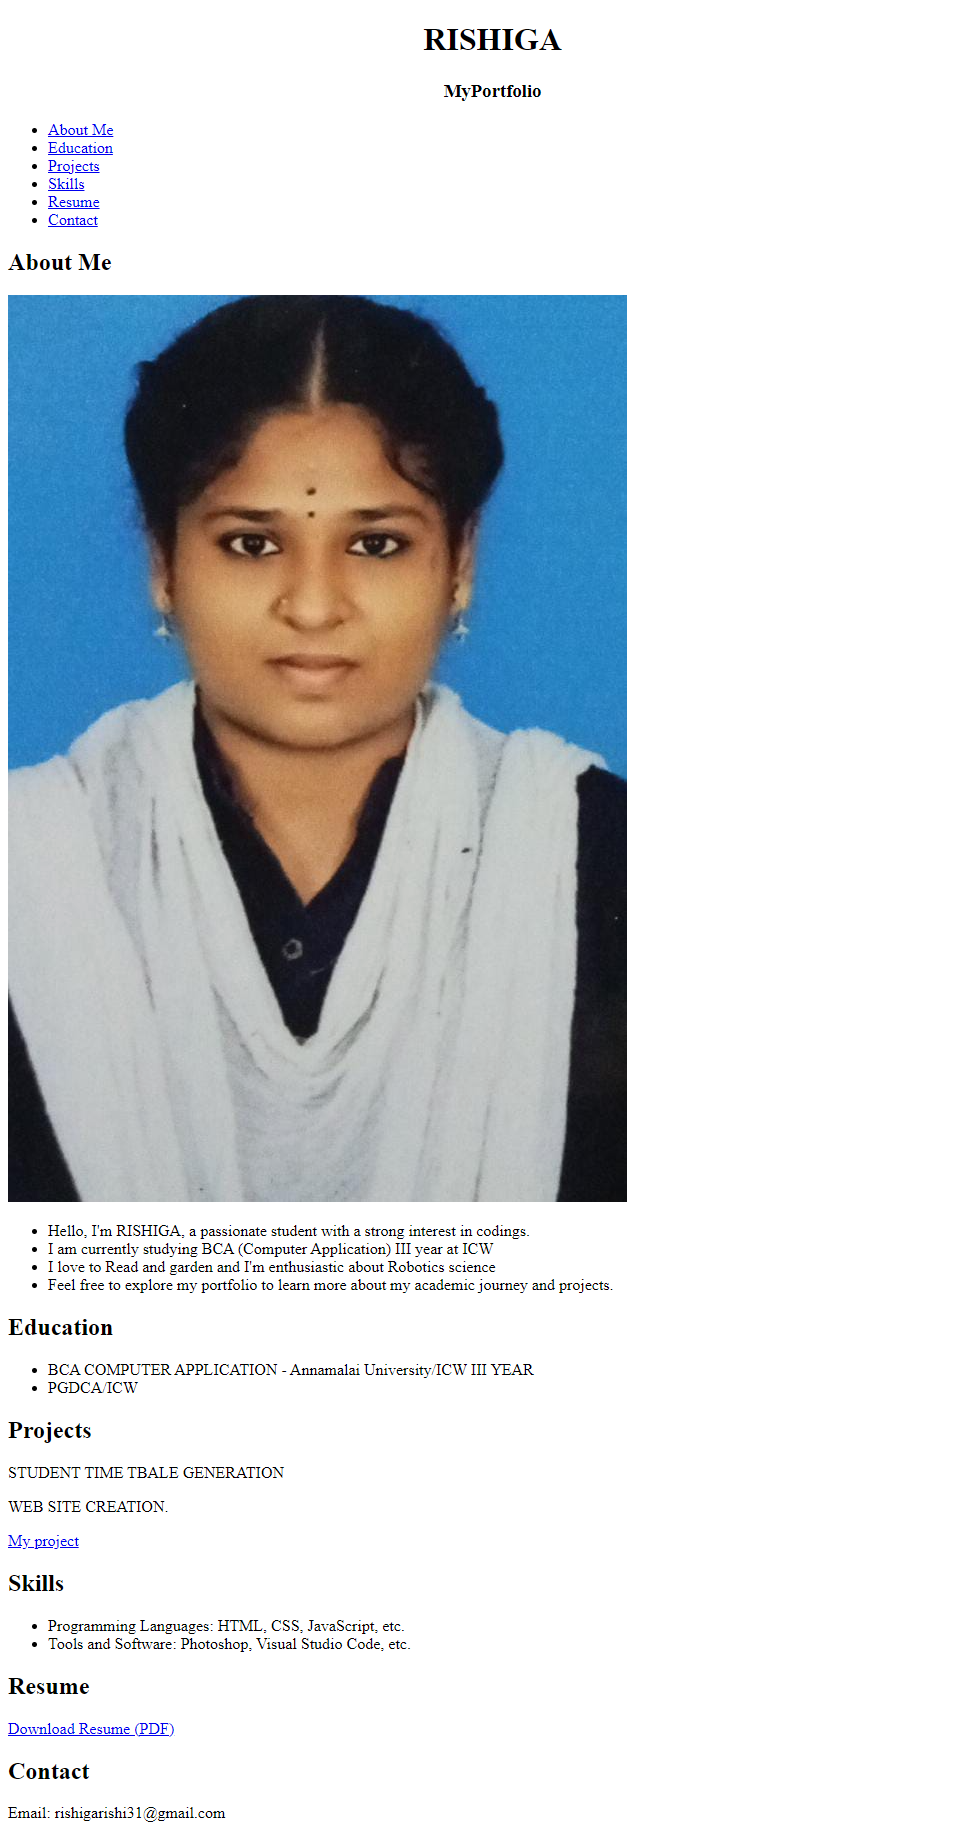 RISHIGA
MyPortfolio
About Me
Education
Projects
Skills
Resume
Contact
About Me
Hello, I'm RISHIGA, a passionate student with a strong interest in codings.
I am currently studying BCA (Computer Application) III year at ICW
I love to Read and garden and I'm enthusiastic about Robotics science
Feel free to explore my portfolio to learn more about my academic journey and projects.
Education
BCA COMPUTER APPLICATION - Annamalai University/ICW III YEAR
PGDCA/ICW
Projects
STUDENT TIME TBALE GENERATION
WEB SITE CREATION.
My project
Skills
Programming Languages: HTML, CSS, JavaScript, etc.
Tools and Software: Photoshop, Visual Studio Code, etc.
Resume
Download Resume (PDF)
Contact
Email: rishigarishi31@gmail.com